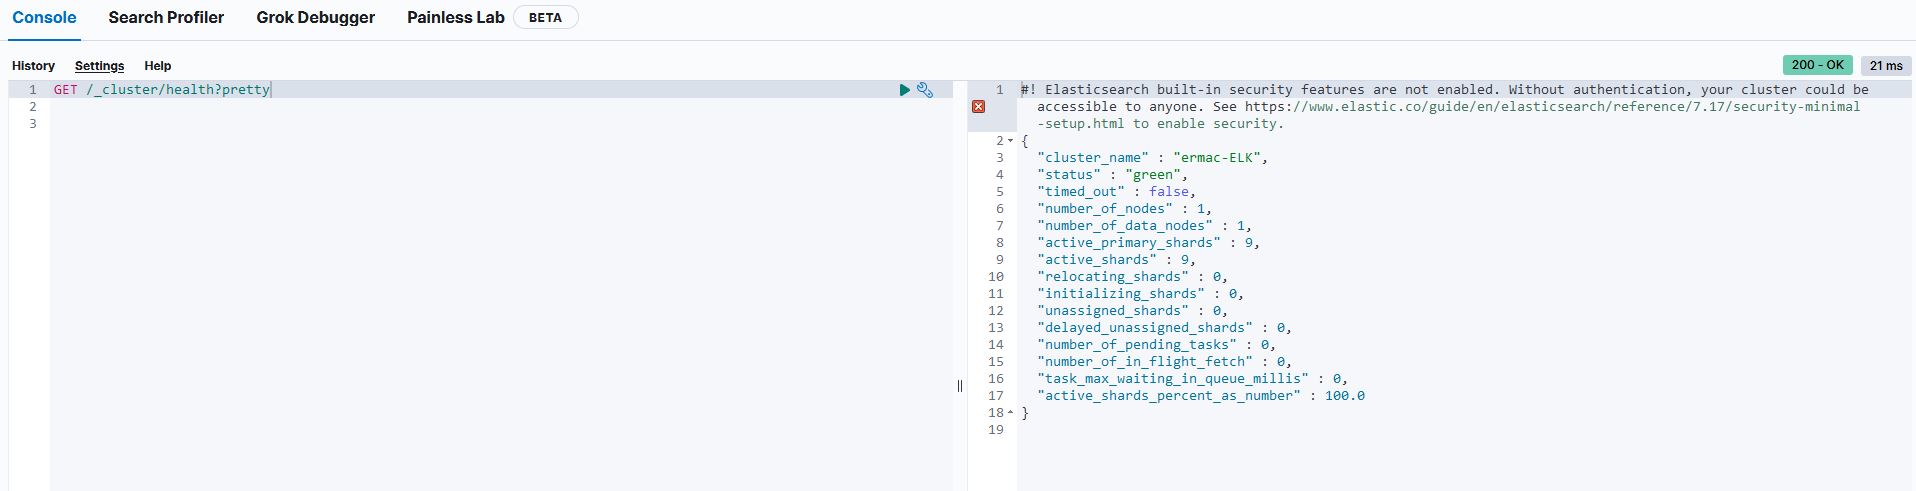 Console Search Profiler Grok Debugger Painless Lab BETA
History Settings Help 200 - OK 21 ms
1 GET /_cluster/health?pretty
2
3
1 #! Elasticsearch built-in security features are not enabled. Without authentication, your cluster could be
accessible to anyone. See https://www.elastic.co/guide/en/elasticsearch/reference/7.17/security-minimal
-setup.html to enable security.
2 {
3 "cluster_name" : "ermac-ELK",
4 "status" : "green",
5 "timed_out" : false,
6 "number_of_nodes" : 1,
7 "number_of_data_nodes" : 1,
8 "active_primary_shards" : 9,
9 "active_shards" : 9,
10 "relocating_shards" : 0,
11 "initializing_shards" : 0,
12 "unassigned_shards" : 0,
13 "delayed_unassigned_shards" : 0,
14 "number_of_pending_tasks" : 0,
15 "number_of_in_flight_fetch" : 0,
16 "task_max_waiting_in_queue_millis" : 0,
17 "active_shards_percent_as_number" : 100.0
18 }
19